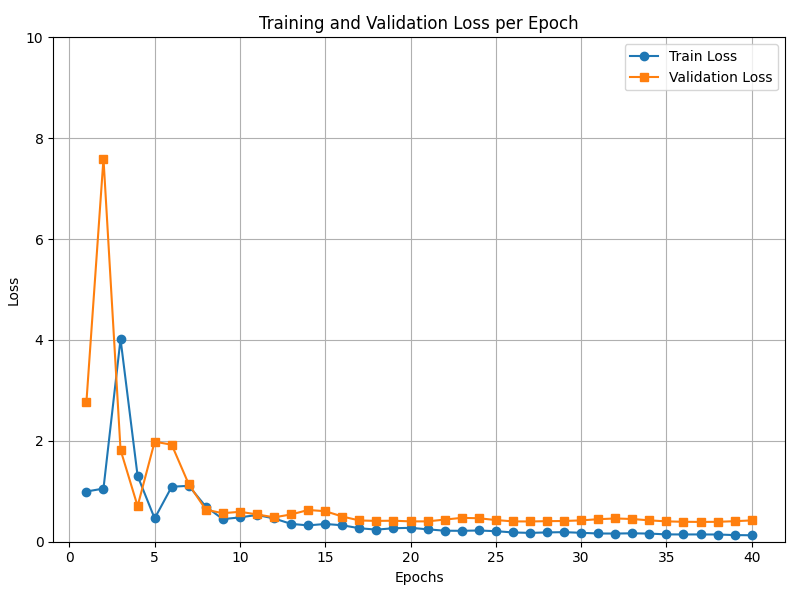 Training and Validation Loss per Epoch
Train Loss
Validation Loss
10
8
6
4
2
0
Loss
0 5 10 15 20 25 30 35 40
Epochs